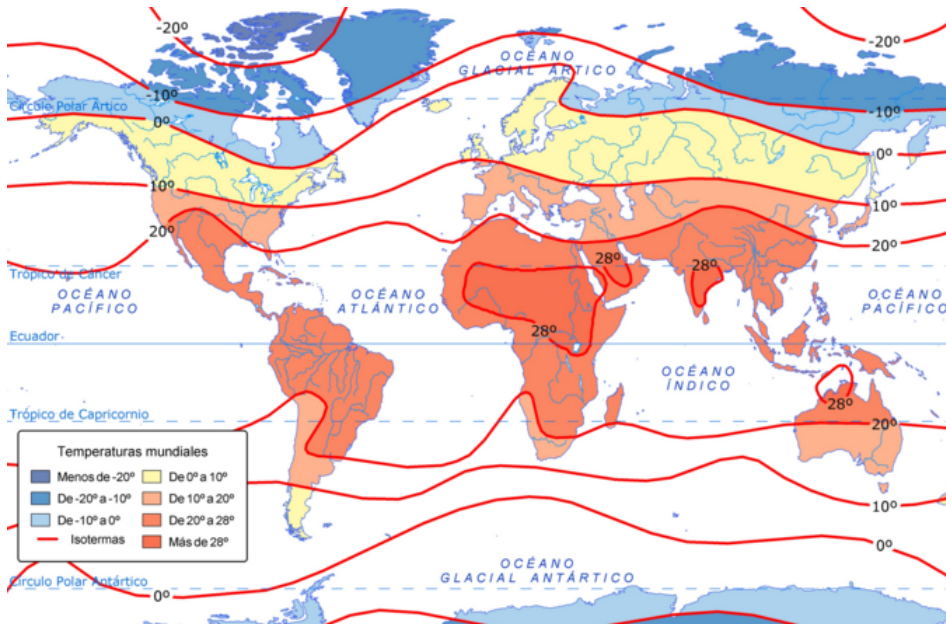 -20º
-20º
OCÉANO
GLACIAL ÁRTICO
-10º
Círculo Polar Ártico
-10º
0º
0º
10º
10º
20º
20º
28º
28º
Trópico de Cáncer
OCÉANO
PACÍFICO
OCÉANO
ATLÁNTICO
OCÉANO
PACÍFICO
28º
Ecuador
OCÉANO
ÍNDICO
28º
Trópico de Capricornio
20º
Temperaturas mundiales
Menos de -20º
De -20º a -10º
De -10º a 0º
Isotermas
De 0º a 10º
De 10º a 20º
De 20º a 28º
Más de 28º
10º
0º
OCÉANO
GLACIAL ANTÁRTICO
Círculo Polar Antártico
0º